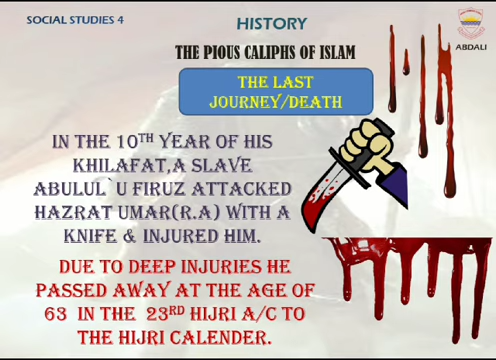 SOCIAL STUDIES 4
HISTORY
ABDALI
THE PIOUS CALIPHS OF ISLAM
THE LAST
JOURNEY/DEATH
IN THE 10TH YEAR OF HIS
KHILAFAT,A SLAVE
ABULUL`U FIRUZ ATTACKED
HAZRAT UMAR(R.A) WITH A
KNIFE & INJURED HIM.
DUE TO DEEP INJURIES HE
PASSED AWAY AT THE AGE OF
63 IN THE 23RD HIJRI A/C TO
THE HIJRI CALENDER.